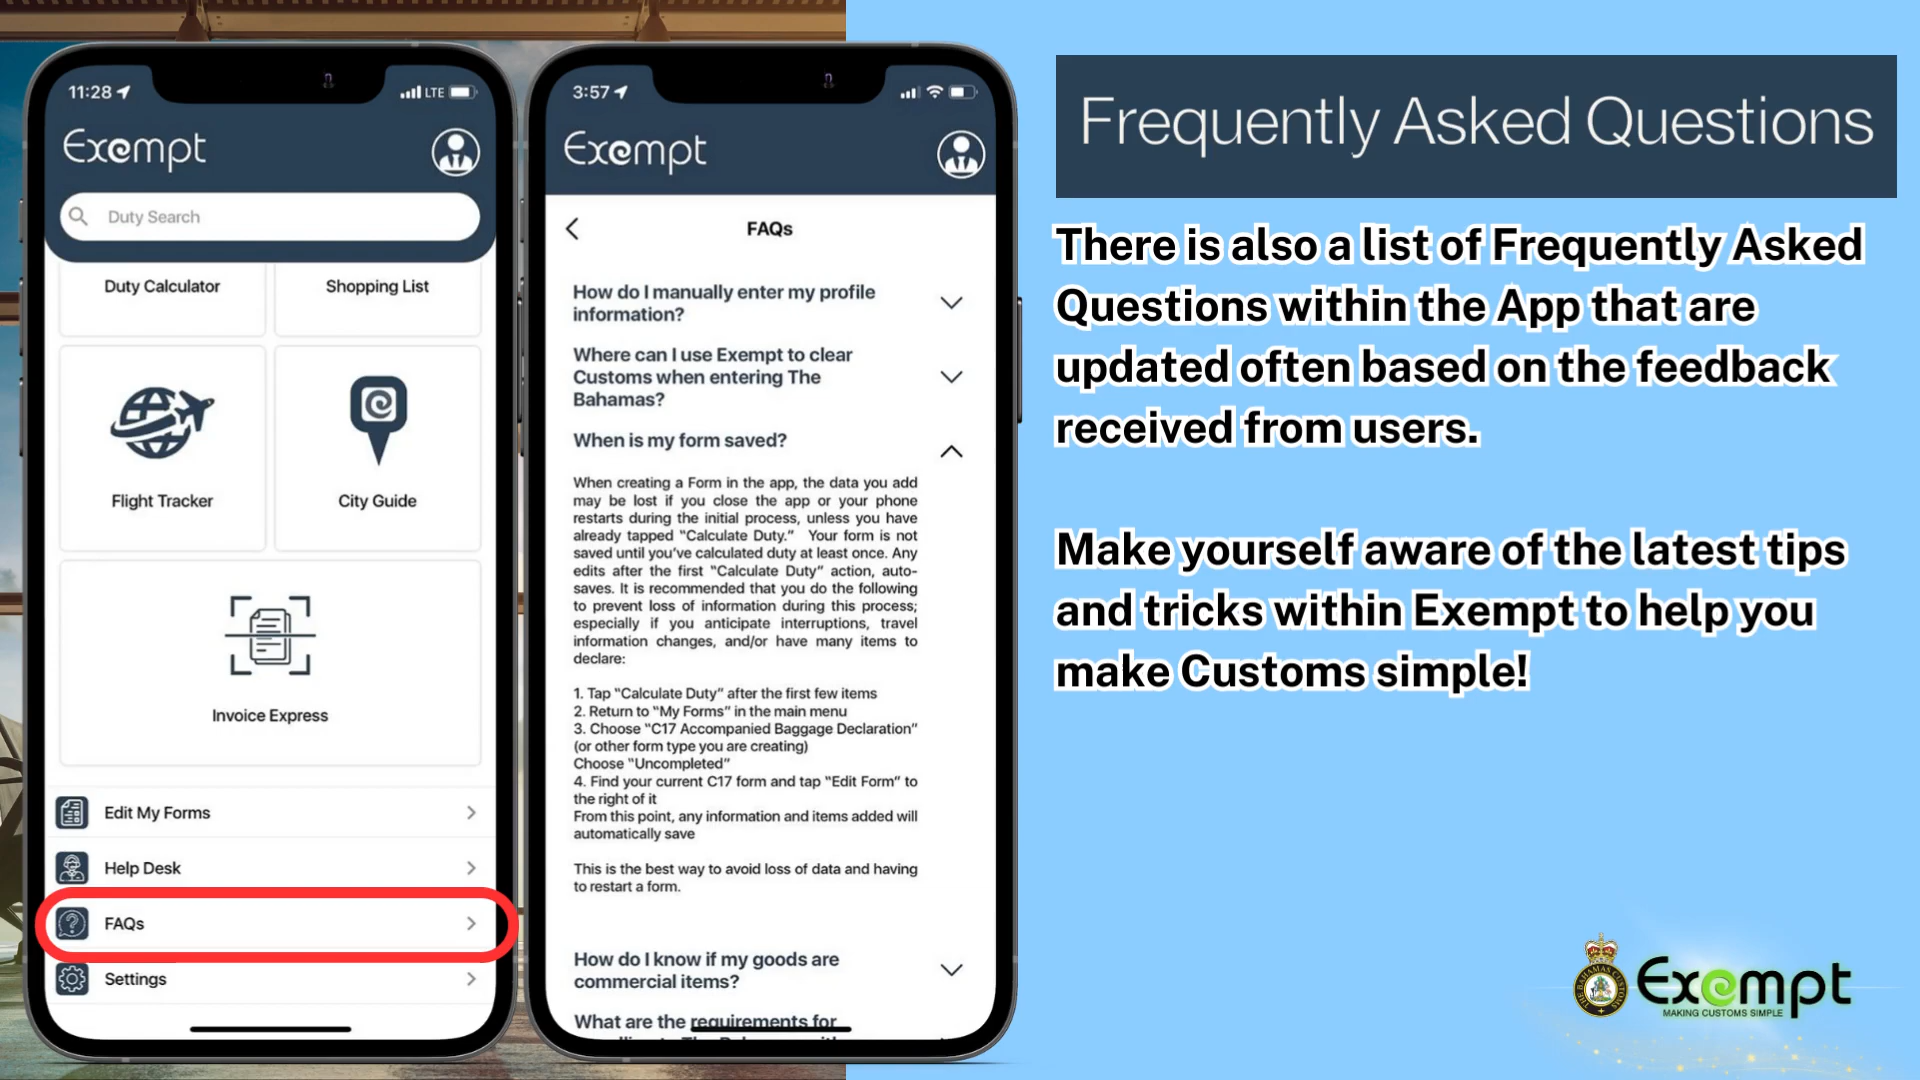 11:28
LTE
Exempt
Duty Search
Duty Calculator
Shopping List
Flight Tracker
City Guide
Invoice Express
Edit My Forms
Help Desk
FAQs
Settings
3:57
Exempt
FAQs
How do I manually enter my profile
information?
Where can I use Exempt to clear
Customs when entering The
Bahamas?
When is my form saved?
When creating a Form in the app, the data you add
may be lost if you close the app or your phone
restarts during the initial process, unless you have
already tapped “Calculate Duty.” Your form is not
saved until you’ve calculated duty at least once. Any
edits after the first “Calculate Duty” action, auto-
saves. It is recommended that you do the following
to prevent loss of information during this process;
especially if you anticipate interruptions, travel
information changes, and/or have many items to
declare:
1. Tap “Calculate Duty” after the first few items
2. Return to “My Forms” in the main menu
3. Choose “C17 Accompanied Baggage Declaration”
(or other form type you are creating)
Choose “Uncompleted”
4. Find your current C17 form and tap “Edit Form” to
the right of it
From this point, any information and items added will
automatically save
This is the best way to avoid loss of data and having
to restart a form.
How do I know if my goods are
commercial items?
What are the requirements for
Frequently Asked Questions
There is also a list of Frequently Asked
Questions within the App that are
updated often based on the feedback
received from users.
Make yourself aware of the latest tips
and tricks within Exempt to help you
make Customs simple!
THE BAHAMAS CUSTOMS
Exempt
MAKING CUSTOMS SIMPLE